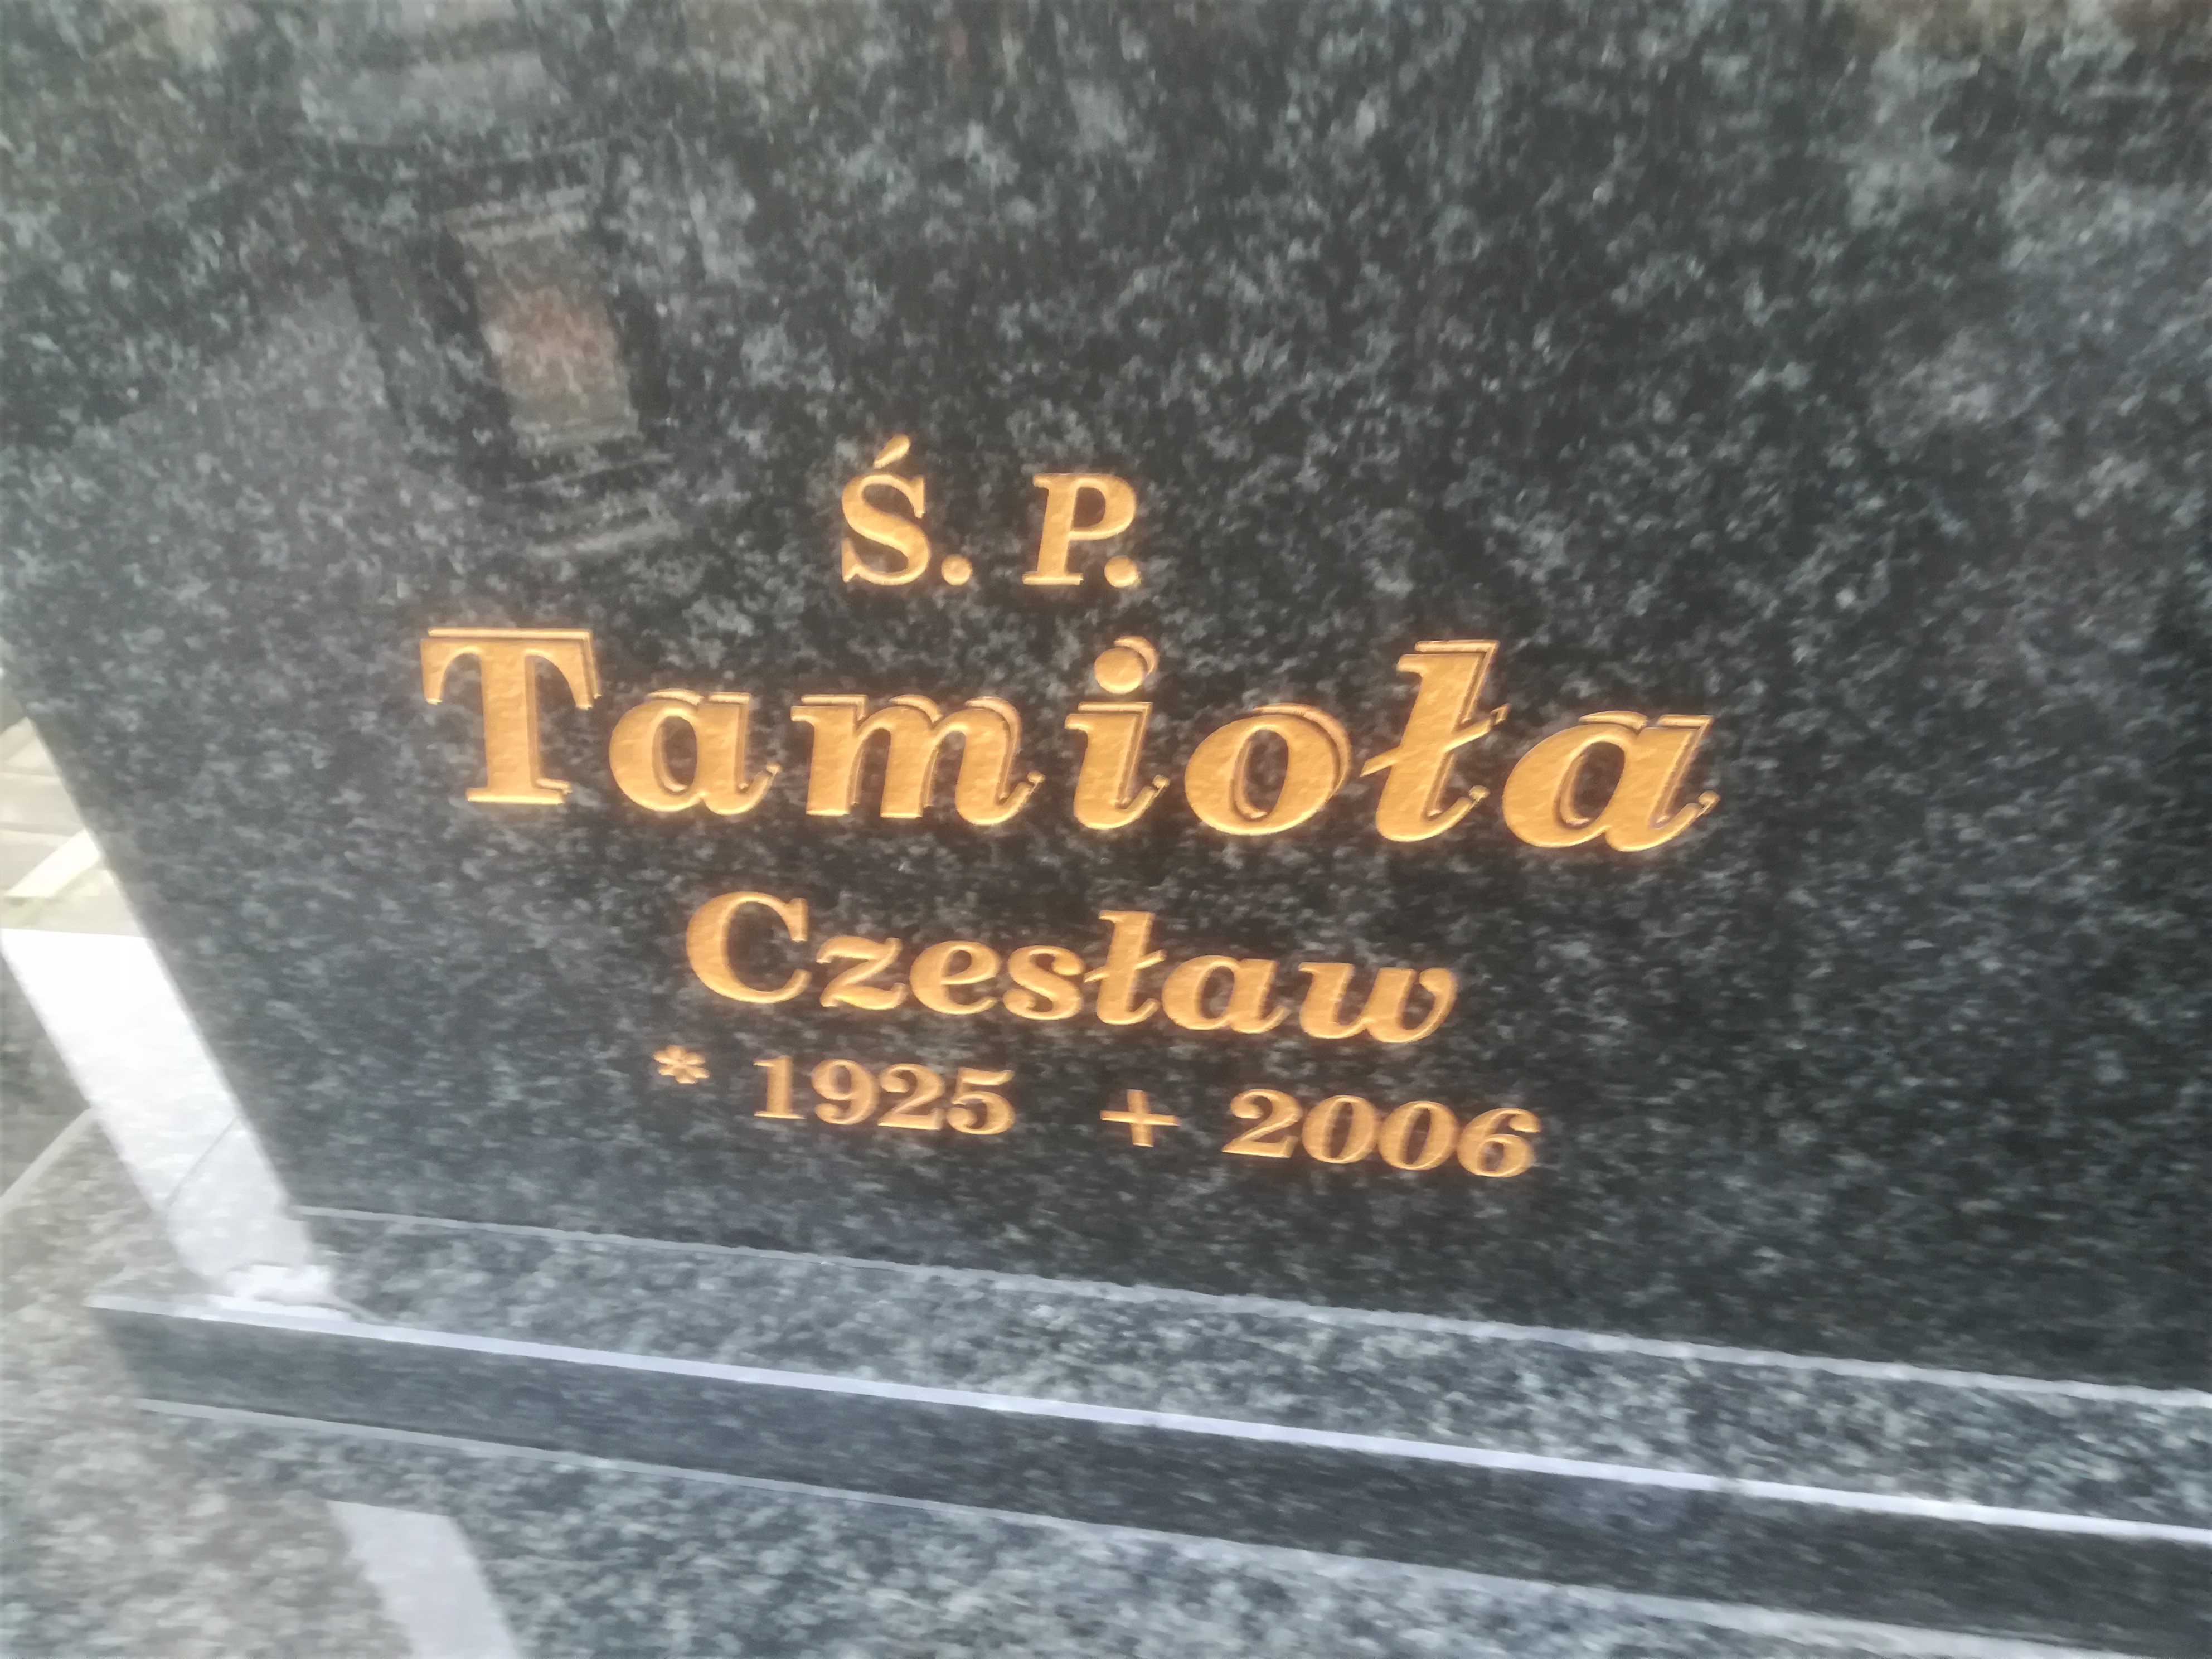 Ś. P.
Tamioła
Czesław
* 1925 + 2006